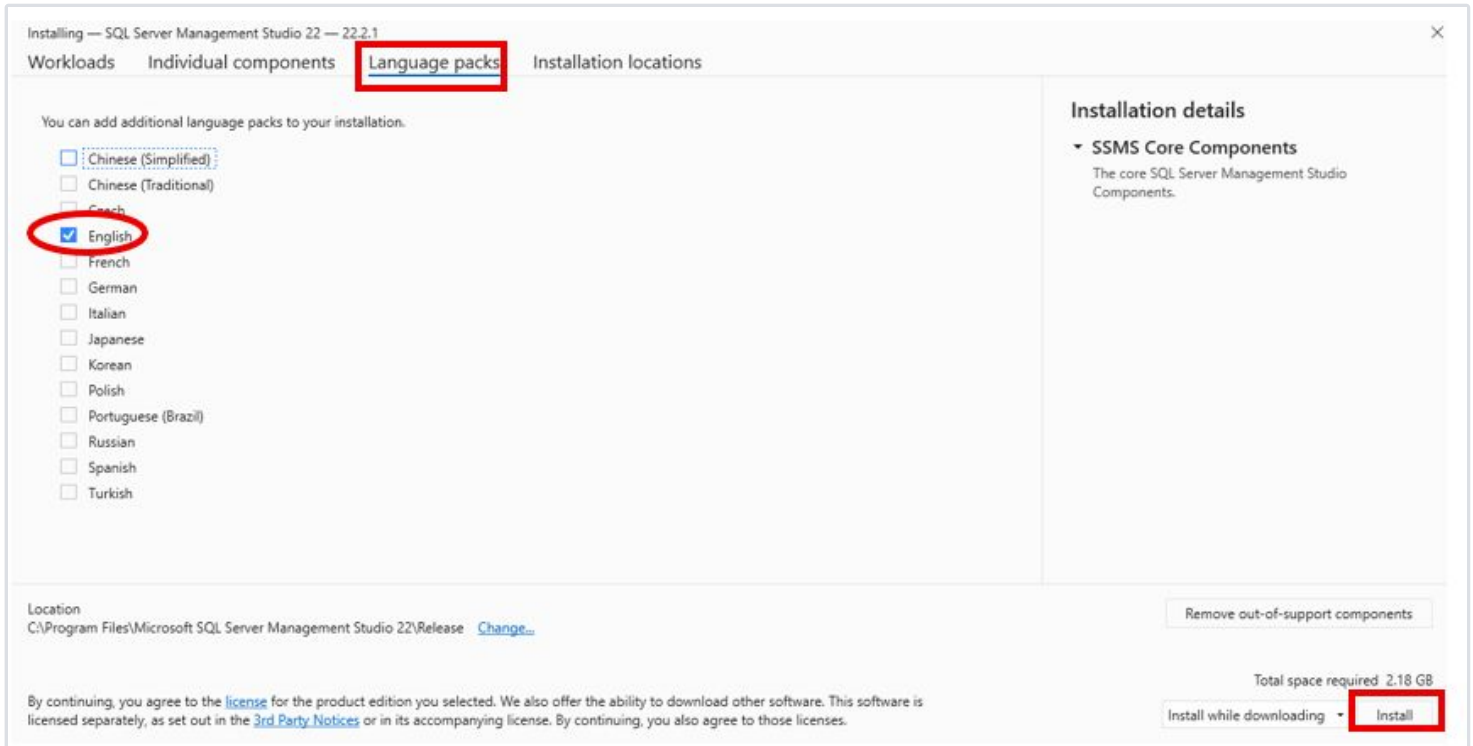 Installing — SQL Server Management Studio 22 — 22.2.1
Workloads Individual components Language packs Installation locations
You can add additional language packs to your installation.
Chinese (Simplified)
Chinese (Traditional)
Czech
English
French
German
Italian
Japanese
Korean
Polish
Portuguese (Brazil)
Russian
Spanish
Turkish
Installation details
SSMS Core Components
The core SQL Server Management Studio
Components.
Location
C:\Program Files\Microsoft SQL Server Management Studio 22\Release Change...
Remove out-of-support components
Total space required 2.18 GB
By continuing, you agree to the license for the product edition you selected. We also offer the ability to download other software. This software is
licensed separately, as set out in the 3rd Party Notices or in its accompanying license. By continuing, you also agree to those licenses.
Install while downloading Install